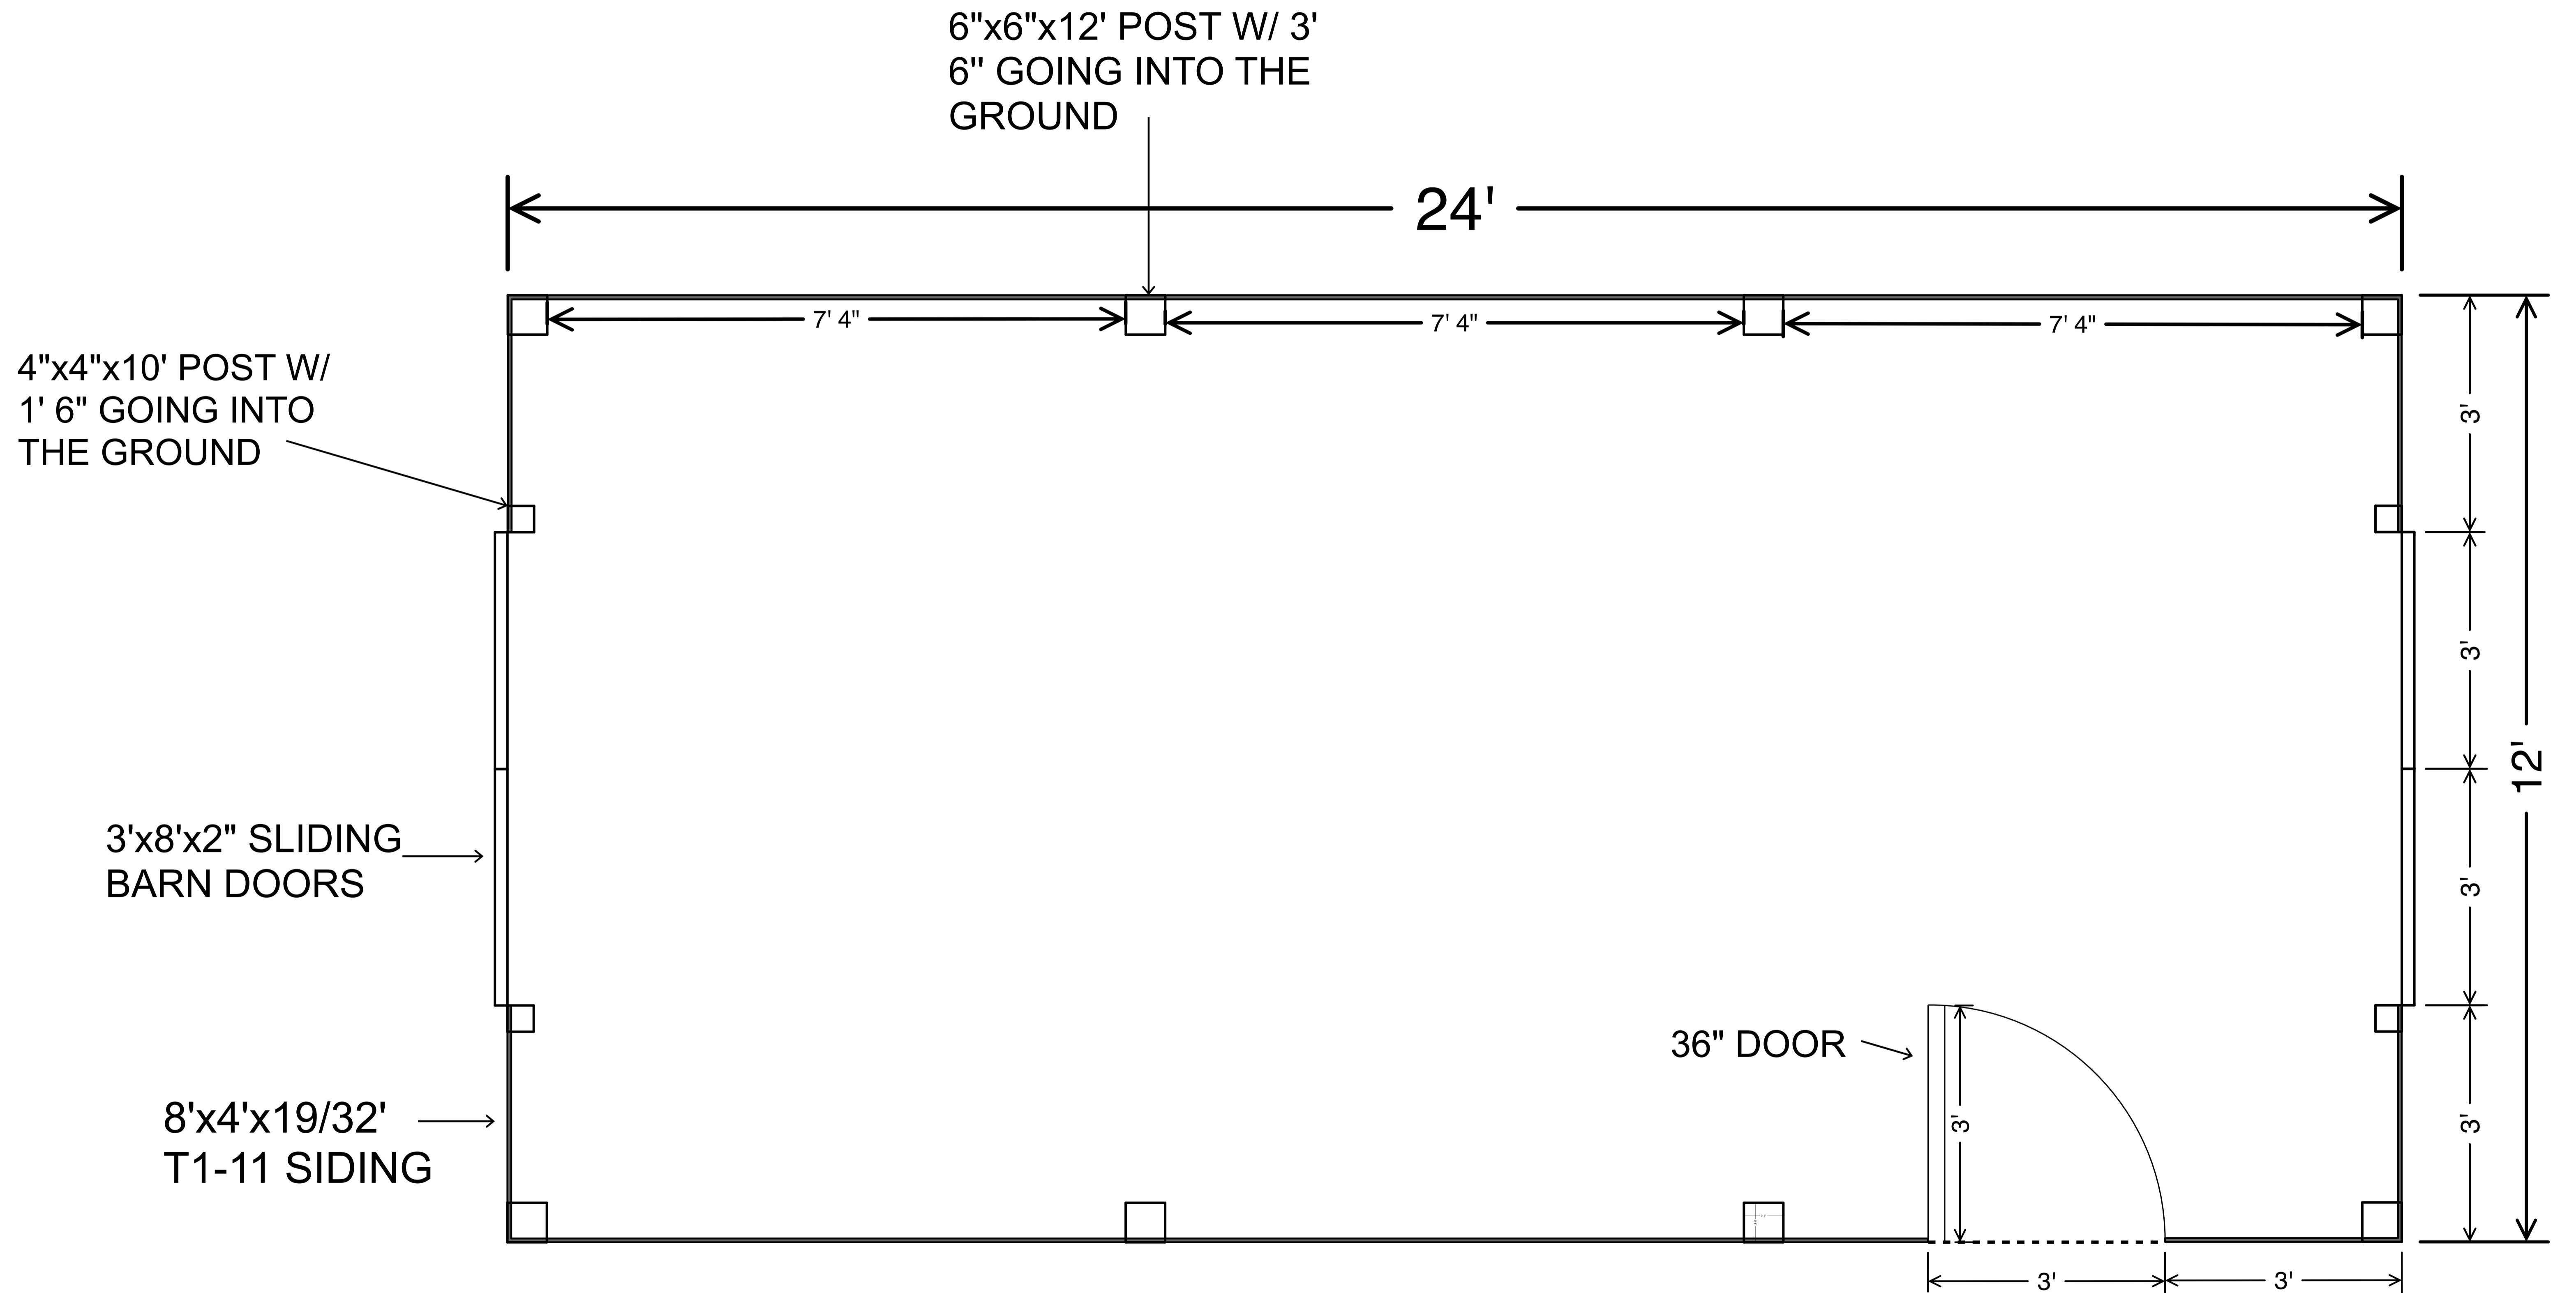 6"x6"x12' POST W/ 3'
6" GOING INTO THE
GROUND
24'
7' 4"
7' 4"
7' 4"
4"x4"x10' POST W/
1' 6" GOING INTO
THE GROUND
3'
3'
12'
3'x8'x2" SLIDING
BARN DOORS
3'
36" DOOR
8'x4'x19/32'
T1-11 SIDING
3'
3'
3'
3'